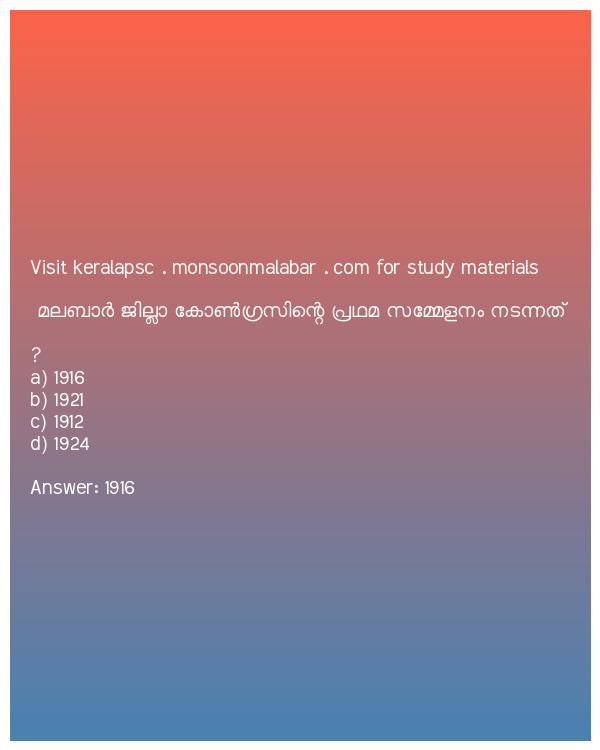 Visit keralapsc . monsoonmalabar . com for study materials
മലബാർ ജില്ലാ കോൺഗ്രസിന്റെ പ്രഥമ സമ്മേളനം നടന്നത്
?
a) 1916
b) 1921
c) 1912
d) 1924
Answer: 1916